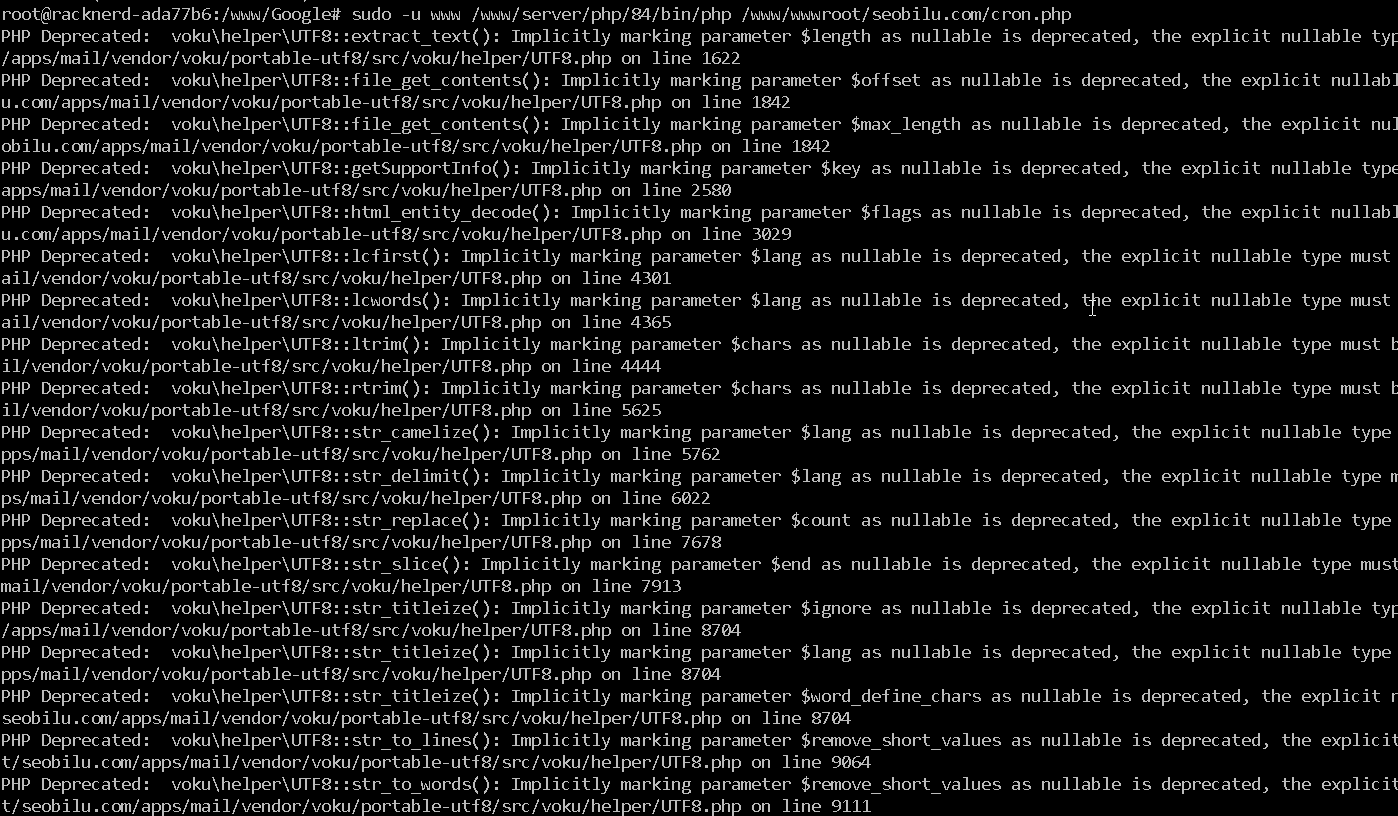 root@racknerd-ada77b6:/www/Google# sudo -u www /www/server/php/84/bin/php /www/wwwroot/seobilu.com/cron.php
PHP Deprecated:  voku\helper\UTF8::extract_text(): Implicitly marking parameter $length as nullable is deprecated, the explicit nullable typ
/apps/mail/vendor/voku/portable-utf8/src/voku/helper/UTF8.php on line 1622
PHP Deprecated:  voku\helper\UTF8::file_get_contents(): Implicitly marking parameter $offset as nullable is deprecated, the explicit nullabl
u.com/apps/mail/vendor/voku/portable-utf8/src/voku/helper/UTF8.php on line 1842
PHP Deprecated:  voku\helper\UTF8::file_get_contents(): Implicitly marking parameter $max_length as nullable is deprecated, the explicit nul
obilu.com/apps/mail/vendor/voku/portable-utf8/src/voku/helper/UTF8.php on line 1842
PHP Deprecated:  voku\helper\UTF8::getSupportInfo(): Implicitly marking parameter $key as nullable is deprecated, the explicit nullable type
apps/mail/vendor/voku/portable-utf8/src/voku/helper/UTF8.php on line 2580
PHP Deprecated:  voku\helper\UTF8::html_entity_decode(): Implicitly marking parameter $flags as nullable is deprecated, the explicit nullabl
u.com/apps/mail/vendor/voku/portable-utf8/src/voku/helper/UTF8.php on line 3029
PHP Deprecated:  voku\helper\UTF8::lcfirst(): Implicitly marking parameter $lang as nullable is deprecated, the explicit nullable type must
ail/vendor/voku/portable-utf8/src/voku/helper/UTF8.php on line 4301
PHP Deprecated:  voku\helper\UTF8::lcwords(): Implicitly marking parameter $lang as nullable is deprecated, the explicit nullable type must
ail/vendor/voku/portable-utf8/src/voku/helper/UTF8.php on line 4365
PHP Deprecated:  voku\helper\UTF8::ltrim(): Implicitly marking parameter $chars as nullable is deprecated, the explicit nullable type must b
il/vendor/voku/portable-utf8/src/voku/helper/UTF8.php on line 4444
PHP Deprecated:  voku\helper\UTF8::rtrim(): Implicitly marking parameter $chars as nullable is deprecated, the explicit nullable type must b
il/vendor/voku/portable-utf8/src/voku/helper/UTF8.php on line 5625
PHP Deprecated:  voku\helper\UTF8::str_camelize(): Implicitly marking parameter $lang as nullable is deprecated, the explicit nullable type
pps/mail/vendor/voku/portable-utf8/src/voku/helper/UTF8.php on line 5762
PHP Deprecated:  voku\helper\UTF8::str_delimit(): Implicitly marking parameter $lang as nullable is deprecated, the explicit nullable type m
ps/mail/vendor/voku/portable-utf8/src/voku/helper/UTF8.php on line 6022
PHP Deprecated:  voku\helper\UTF8::str_replace(): Implicitly marking parameter $count as nullable is deprecated, the explicit nullable type
pps/mail/vendor/voku/portable-utf8/src/voku/helper/UTF8.php on line 7678
PHP Deprecated:  voku\helper\UTF8::str_slice(): Implicitly marking parameter $end as nullable is deprecated, the explicit nullable type must
mail/vendor/voku/portable-utf8/src/voku/helper/UTF8.php on line 7913
PHP Deprecated:  voku\helper\UTF8::str_titleize(): Implicitly marking parameter $ignore as nullable is deprecated, the explicit nullable typ
/apps/mail/vendor/voku/portable-utf8/src/voku/helper/UTF8.php on line 8704
PHP Deprecated:  voku\helper\UTF8::str_titleize(): Implicitly marking parameter $lang as nullable is deprecated, the explicit nullable type
pps/mail/vendor/voku/portable-utf8/src/voku/helper/UTF8.php on line 8704
PHP Deprecated:  voku\helper\UTF8::str_titleize(): Implicitly marking parameter $word_define_chars as nullable is deprecated, the explicit n
seobilu.com/apps/mail/vendor/voku/portable-utf8/src/voku/helper/UTF8.php on line 8704
PHP Deprecated:  voku\helper\UTF8::str_to_lines(): Implicitly marking parameter $remove_short_values as nullable is deprecated, the explicit
t/seobilu.com/apps/mail/vendor/voku/portable-utf8/src/voku/helper/UTF8.php on line 9064
PHP Deprecated:  voku\helper\UTF8::str_to_words(): Implicitly marking parameter $remove_short_values as nullable is deprecated, the explicit
t/seobilu.com/apps/mail/vendor/voku/portable-utf8/src/voku/helper/UTF8.php on line 9111